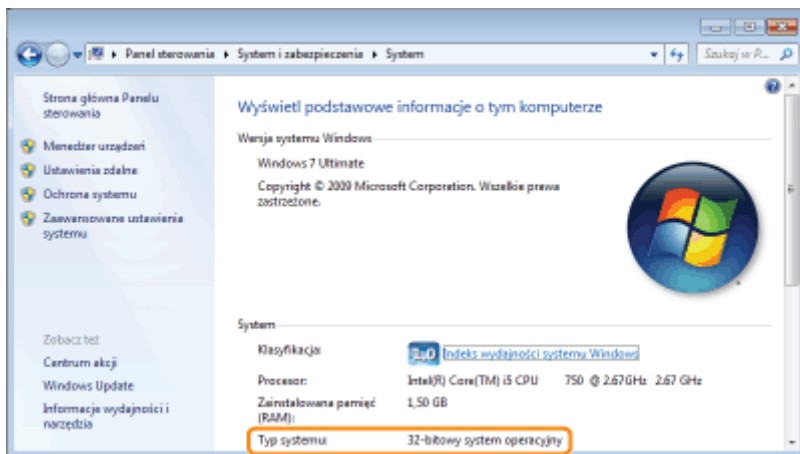 Panel sterowania ▸ System i zabezpieczenia ▸ System
Szukaj w P...
Strona główna Panelu
sterowania
Menedżer urządzeń
Ustawienia zdalne
Ochrona systemu
Zaawansowane ustawienia
systemu
Zobacz też
Centrum akcji
Windows Update
Informacje wydajności i
narzędzia
Wyświetl podstawowe informacje o tym komputerze
Wersja systemu Windows
Windows 7 Ultimate
Copyright © 2009 Microsoft Corporation. Wszelkie prawa
zastrzeżone.
System
Klasyfikacja: 1,0 Indeks wydajności systemu Windows
Procesor: Intel(R) Core(TM) i5 CPU 750 @ 2.67GHz 2.67 GHz
Zainstalowana pamięć
(RAM): 1,50 GB
Typ systemu: 32-bitowy system operacyjny